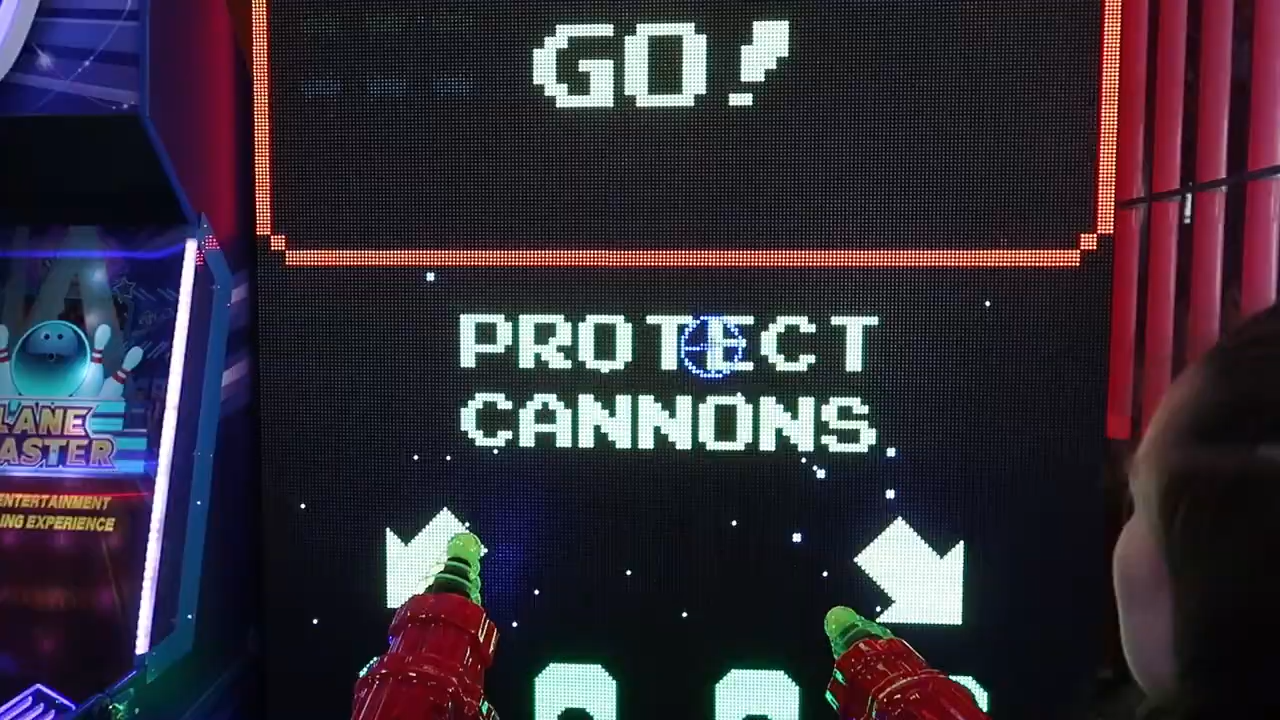 GO!
PROTECT
CANNONS
LANE
ASTER
ENTERTAINMENT
ING EXPERIENCE